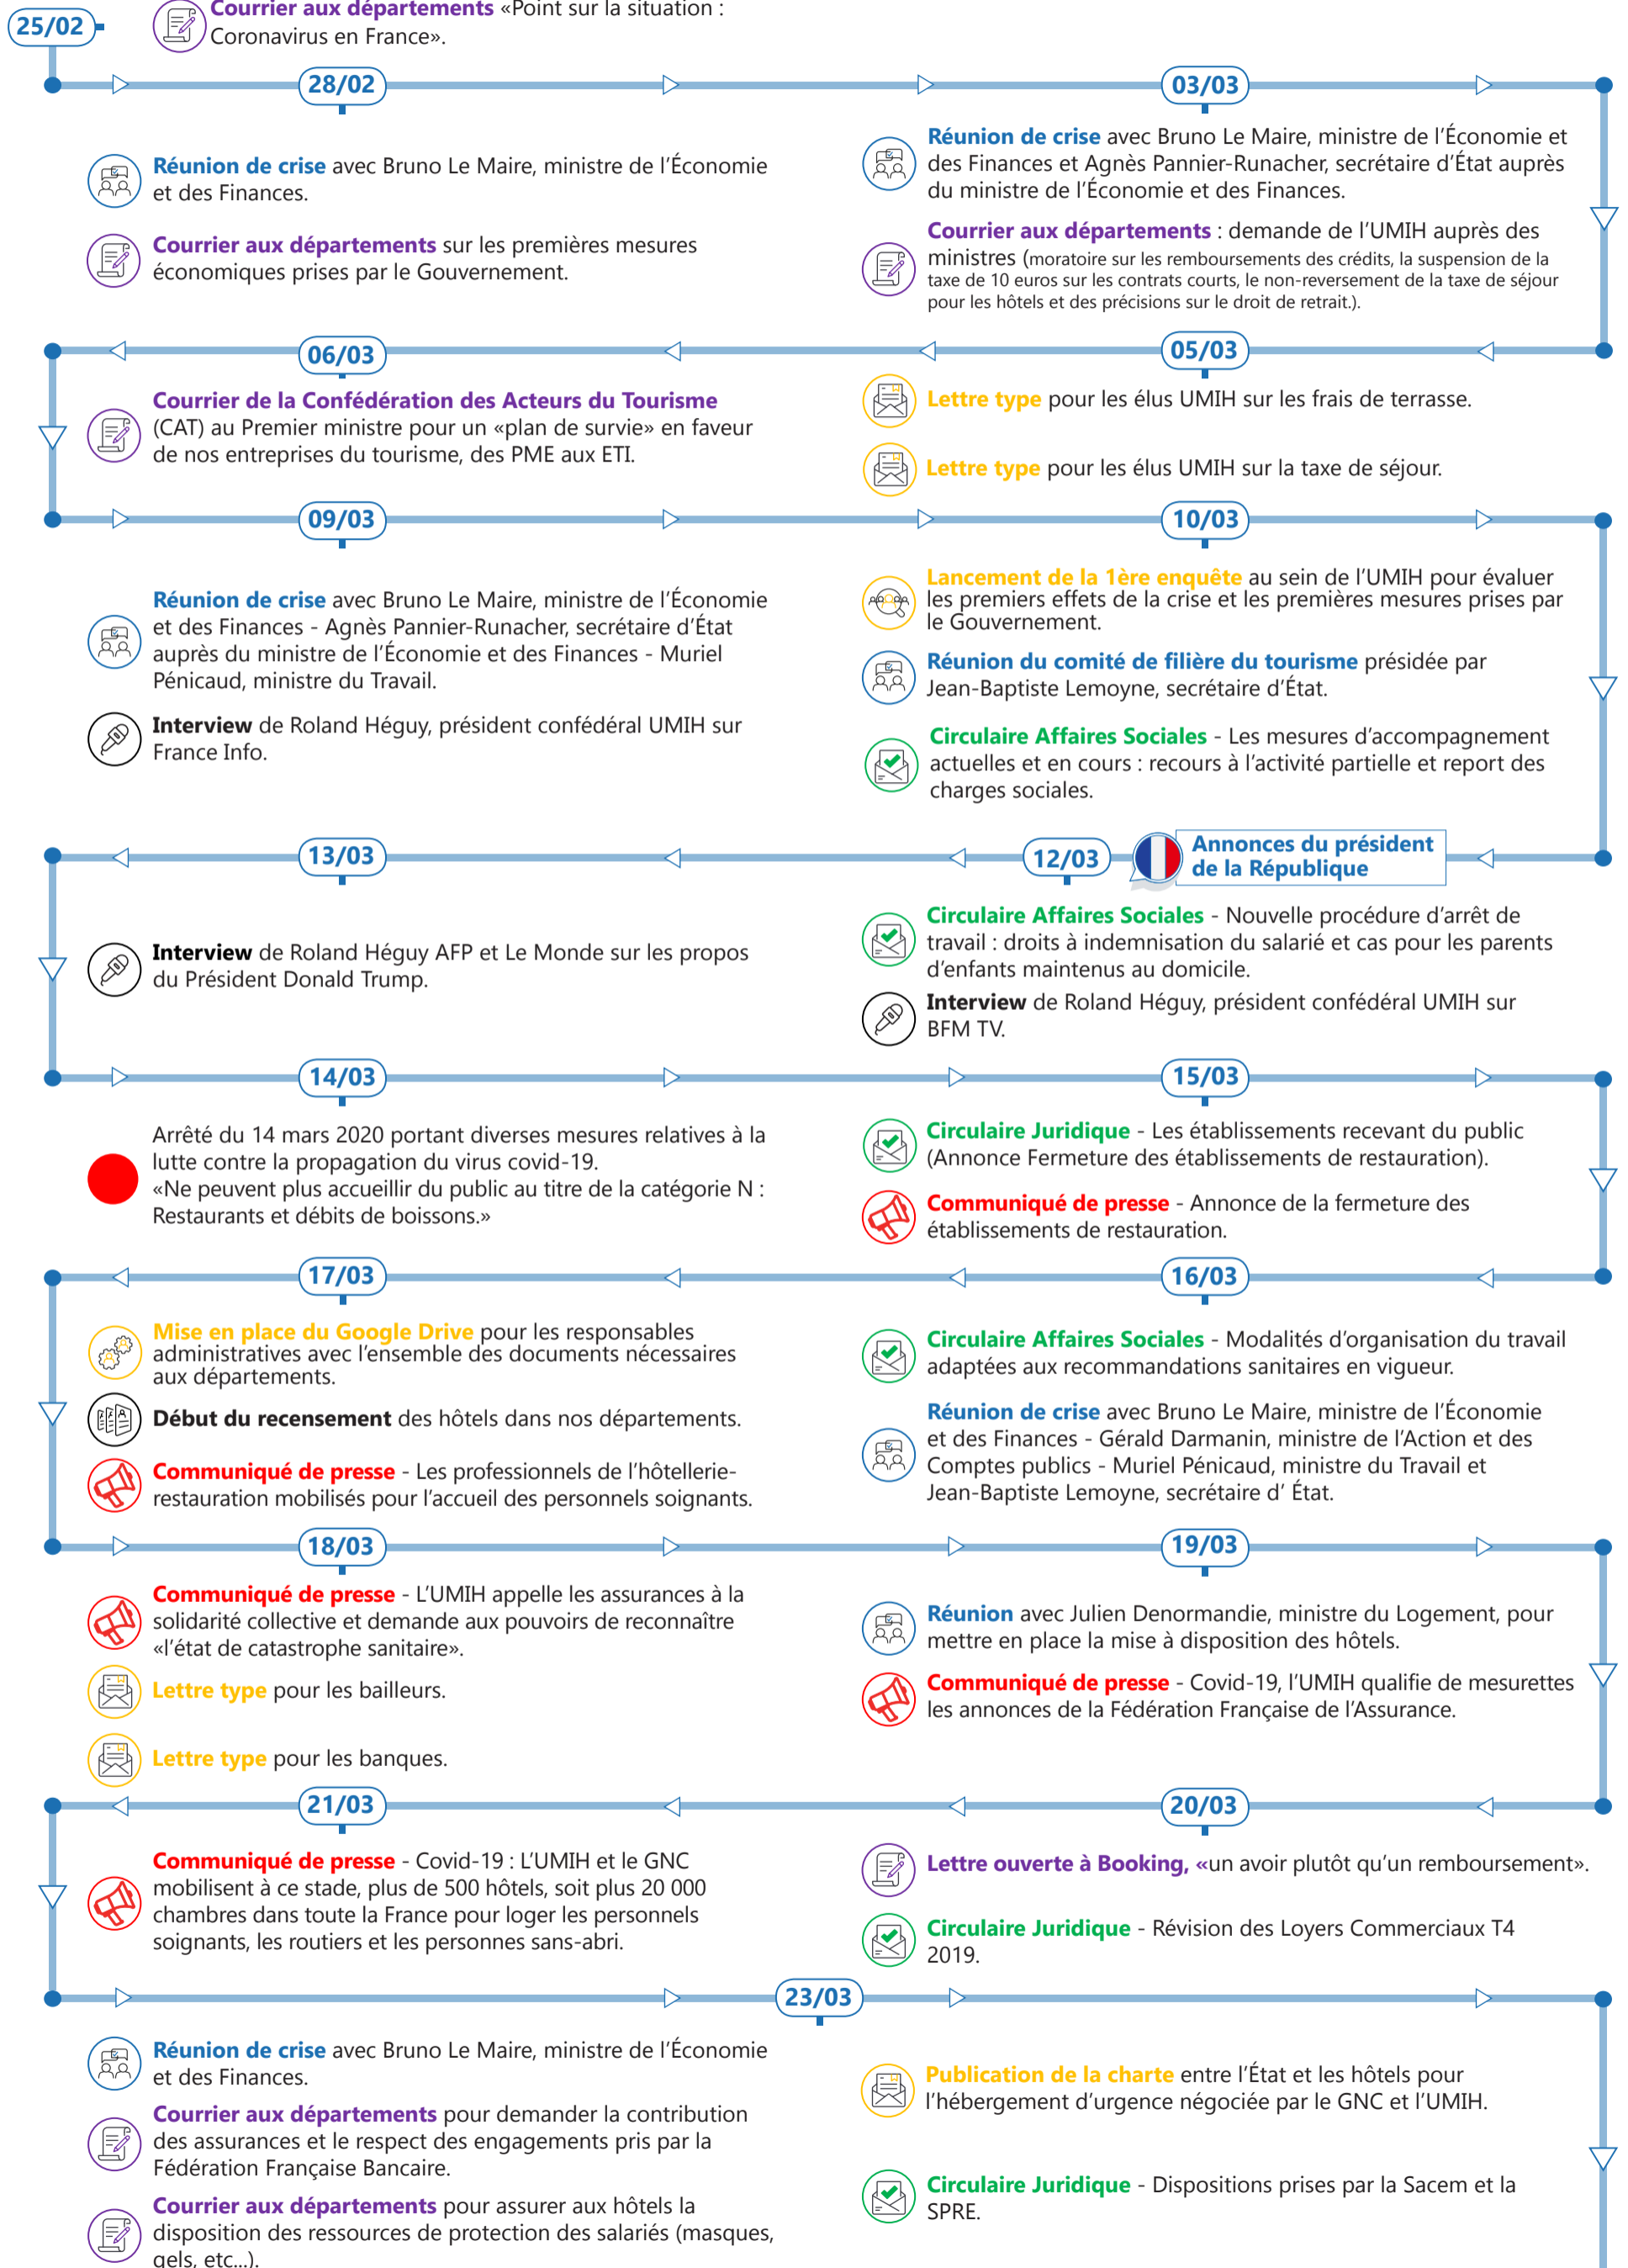 25/02
Courrier aux départements «Point sur la situation :
Coronavirus en France».
28/02
Réunion de crise avec Bruno Le Maire, ministre de l’Économie
et des Finances.
Courrier aux départements sur les premières mesures
économiques prises par le Gouvernement.
03/03
Réunion de crise avec Bruno Le Maire, ministre de l’Économie et
des Finances et Agnès Pannier-Runacher, secrétaire d’État auprès
du ministre de l’Économie et des Finances.
Courrier aux départements : demande de l’UMIH auprès des
ministres (moratoire sur les remboursements des crédits, la suspension de la
taxe de 10 euros sur les contrats courts, le non-reversement de la taxe de séjour
pour les hôtels et des précisions sur le droit de retrait.).
05/03
Lettre type pour les élus UMIH sur les frais de terrasse.
Lettre type pour les élus UMIH sur la taxe de séjour.
06/03
Courrier de la Confédération des Acteurs du Tourisme
(CAT) au Premier ministre pour un «plan de survie» en faveur
de nos entreprises du tourisme, des PME aux ETI.
09/03
Réunion de crise avec Bruno Le Maire, ministre de l’Économie
et des Finances - Agnès Pannier-Runacher, secrétaire d’État
auprès du ministre de l’Économie et des Finances - Muriel
Pénicaud, ministre du Travail.
Interview de Roland Héguy, président confédéral UMIH sur
France Info.
10/03
Lancement de la 1ère enquête au sein de l’UMIH pour évaluer
les premiers effets de la crise et les premières mesures prises par
le Gouvernement.
Réunion du comité de filière du tourisme présidée par
Jean-Baptiste Lemoyne, secrétaire d’État.
Circulaire Affaires Sociales - Les mesures d’accompagnement
actuelles et en cours : recours à l’activité partielle et report des
charges sociales.
12/03
Annonces du président
de la République
Circulaire Affaires Sociales - Nouvelle procédure d’arrêt de
travail : droits à indemnisation du salarié et cas pour les parents
d’enfants maintenus au domicile.
Interview de Roland Héguy, président confédéral UMIH sur
BFM TV.
13/03
Interview de Roland Héguy AFP et Le Monde sur les propos
du Président Donald Trump.
14/03
Arrêté du 14 mars 2020 portant diverses mesures relatives à la
lutte contre la propagation du virus covid-19.
«Ne peuvent plus accueillir du public au titre de la catégorie N :
Restaurants et débits de boissons.»
15/03
Circulaire Juridique - Les établissements recevant du public
(Annonce Fermeture des établissements de restauration).
Communiqué de presse - Annonce de la fermeture des
établissements de restauration.
16/03
Circulaire Affaires Sociales - Modalités d’organisation du travail
adaptées aux recommandations sanitaires en vigueur.
Réunion de crise avec Bruno Le Maire, ministre de l’Économie
et des Finances - Gérald Darmanin, ministre de l’Action et des
Comptes publics - Muriel Pénicaud, ministre du Travail et
Jean-Baptiste Lemoyne, secrétaire d’ État.
17/03
Mise en place du Google Drive pour les responsables
administratives avec l’ensemble des documents nécessaires
aux départements.
Début du recensement des hôtels dans nos départements.
Communiqué de presse - Les professionnels de l’hôtellerie-
restauration mobilisés pour l’accueil des personnels soignants.
18/03
Communiqué de presse - L’UMIH appelle les assurances à la
solidarité collective et demande aux pouvoirs de reconnaître
«l’état de catastrophe sanitaire».
Lettre type pour les bailleurs.
Lettre type pour les banques.
19/03
Réunion avec Julien Denormandie, ministre du Logement, pour
mettre en place la mise à disposition des hôtels.
Communiqué de presse - Covid-19, l’UMIH qualifie de mesurettes
les annonces de la Fédération Française de l’Assurance.
20/03
Lettre ouverte à Booking, «un avoir plutôt qu’un remboursement».
Circulaire Juridique - Révision des Loyers Commerciaux T4
2019.
21/03
Communiqué de presse - Covid-19 : L’UMIH et le GNC
mobilisent à ce stade, plus de 500 hôtels, soit plus 20 000
chambres dans toute la France pour loger les personnels
soignants, les routiers et les personnes sans-abri.
23/03
Réunion de crise avec Bruno Le Maire, ministre de l’Économie
et des Finances.
Courrier aux départements pour demander la contribution
des assurances et le respect des engagements pris par la
Fédération Française Bancaire.
Courrier aux départements pour assurer aux hôtels la
disposition des ressources de protection des salariés (masques,
gels, etc...).
Publication de la charte entre l’État et les hôtels pour
l’hébergement d’urgence négociée par le GNC et l’UMIH.
Circulaire Juridique - Dispositions prises par la Sacem et la
SPRE.